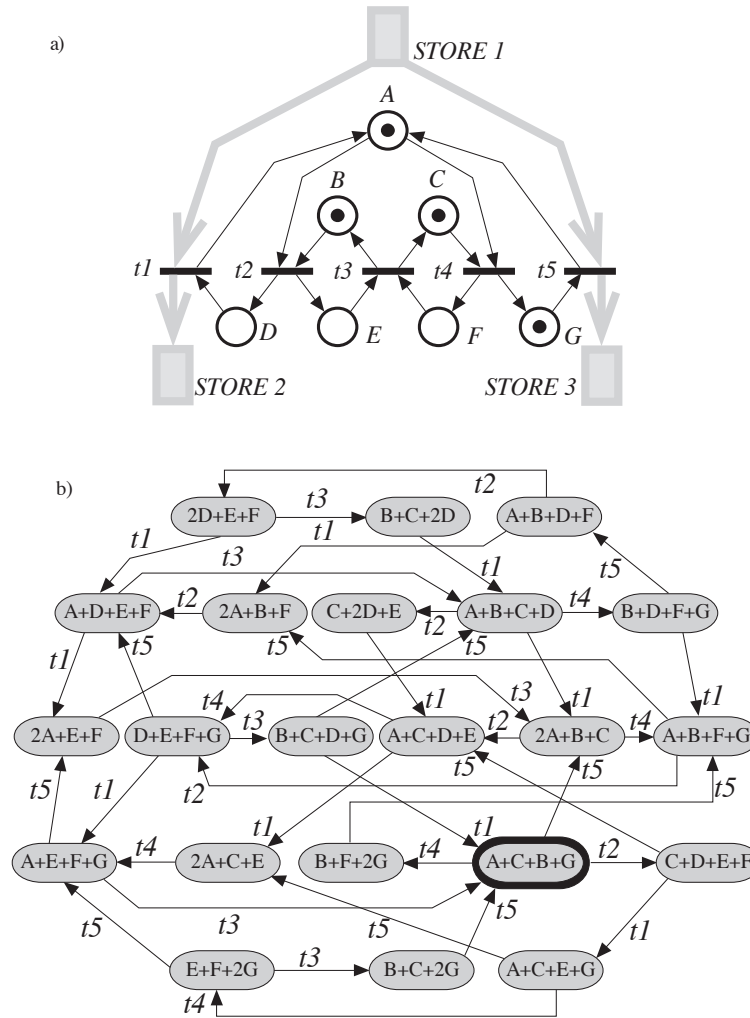 a)
STORE 1
A
B C
t1 t2 t3 t4 t5
D E F G
STORE 2 STORE 3
b)
t2
2D+E+F t3 B+C+2D A+B+D+F
t1 t1
t3 t1 t5
A+D+E+F t2 2A+B+F C+2D+E t2 A+B+C+D t4 B+D+F+G
t1 t5 t5 t5
t4 t1 t3 t1 t1
2A+E+F D+E+F+G t3 B+C+D+G A+C+D+E t2 2A+B+C t4 A+B+F+G
t5 t1 t2 t5 t5 t5
t1 t1
A+E+F+G t4 2A+C+E B+F+2G t4 A+C+B+G t2 C+D+E+F
t5 t3 t5 t5 t1
E+F+2G t3 B+C+2G A+C+E+G
t4